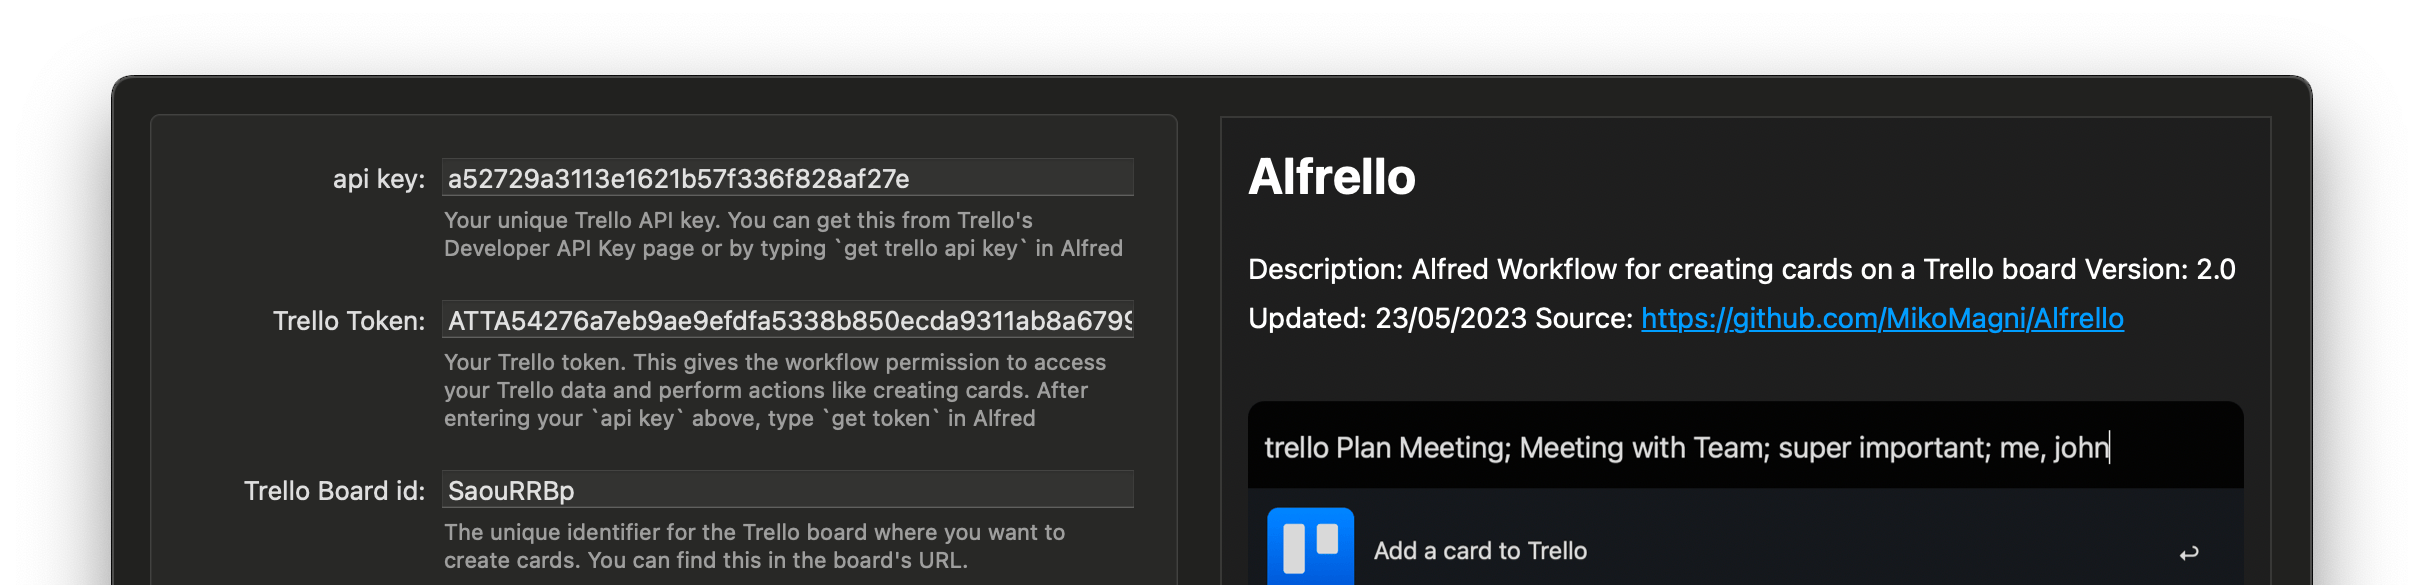 api key: a52729a3113e1621b57f336f828af27e
Your unique Trello API key. You can get this from Trello's
Developer API Key page or by typing `get trello api key` in Alfred
Trello Token: ATTA54276a7eb9ae9efdfa5338b850ecda9311ab8a6799
Your Trello token. This gives the workflow permission to access
your Trello data and perform actions like creating cards. After
entering your `api key` above, type `get token` in Alfred
Trello Board id: SaouRRBp
The unique identifier for the Trello board where you want to
create cards. You can find this in the board's URL.
Alfrello
Description: Alfred Workflow for creating cards on a Trello board Version: 2.0
Updated: 23/05/2023 Source: https://github.com/MikoMagni/Alfrello
trello Plan Meeting; Meeting with Team; super important; me, john
Add a card to Trello